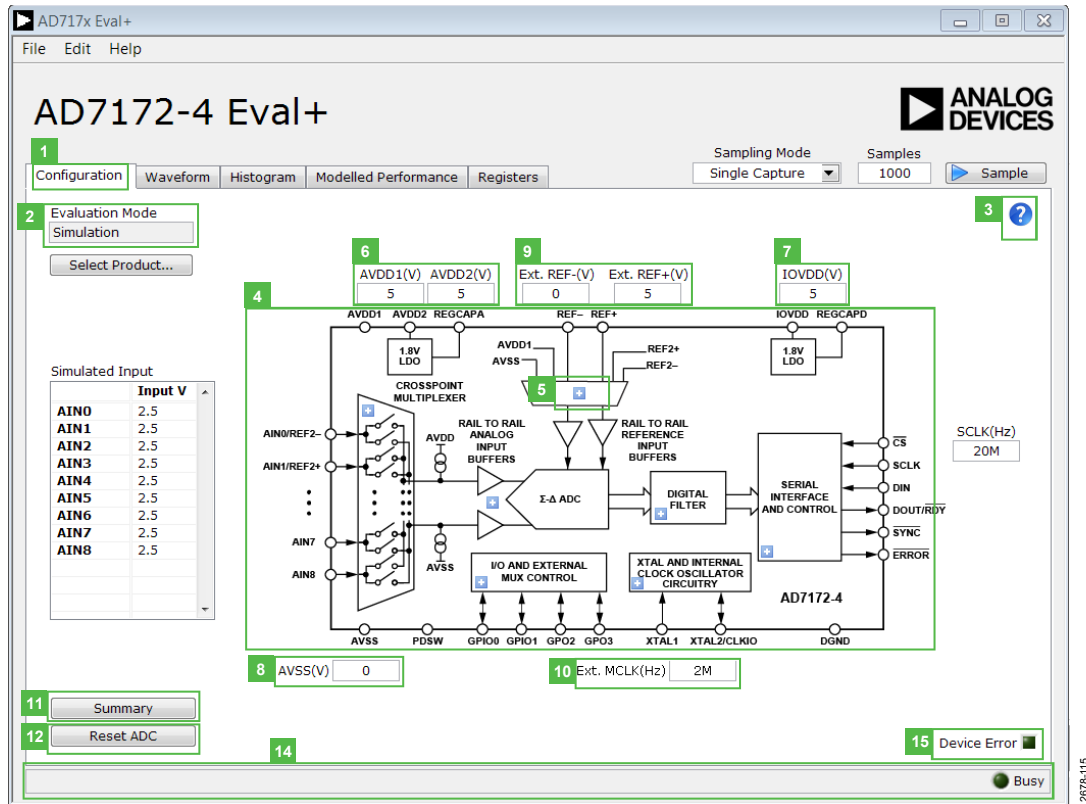 AD717x Eval+
File Edit Help
AD7172-4 Eval+
ANALOG
DEVICES
1
Configuration Waveform Histogram Modelled Performance Registers
Sampling Mode
Single Capture
Samples
1000
Sample
2
Evaluation Mode
Simulation
Select Product...
3
?
6
AVDD1(V) AVDD2(V)
5 5
9
Ext. REF-(V) Ext. REF+(V)
0 5
7
IOVDD(V)
5
4
AVDD1 AVDD2 REGCAPA REF– REF+ IOVDD REGCAPD
1.8V
LDO
AVDD1
AVSS
REF2+
REF2–
1.8V
LDO
5
Simulated Input
Input V
AIN0 2.5
AIN1 2.5
AIN2 2.5
AIN3 2.5
AIN4 2.5
AIN5 2.5
AIN6 2.5
AIN7 2.5
AIN8 2.5
CROSSPOINT
MULTIPLEXER
AIN0/REF2–
AIN1/REF2+
AIN7
AIN8
AVDD
AVSS
RAIL TO RAIL
ANALOG
INPUT
BUFFERS
RAIL TO RAIL
REFERENCE
INPUT
BUFFERS
Σ-Δ ADC
DIGITAL
FILTER
SERIAL
INTERFACE
AND CONTROL
CS
SCLK
DIN
DOUT/RDY
SYNC
ERROR
SCLK(Hz)
20M
I/O AND EXTERNAL
MUX CONTROL
XTAL AND INTERNAL
CLOCK OSCILLATOR
CIRCUITRY
AD7172-4
AVSS PDSW GPIO0 GPIO1 GPO2 GPO3 XTAL1 XTAL2/CLKIO DGND
8
AVSS(V) 0
10
Ext. MCLK(Hz) 2M
11
Summary
12
Reset ADC
14
15
Device Error
Busy
2678-115